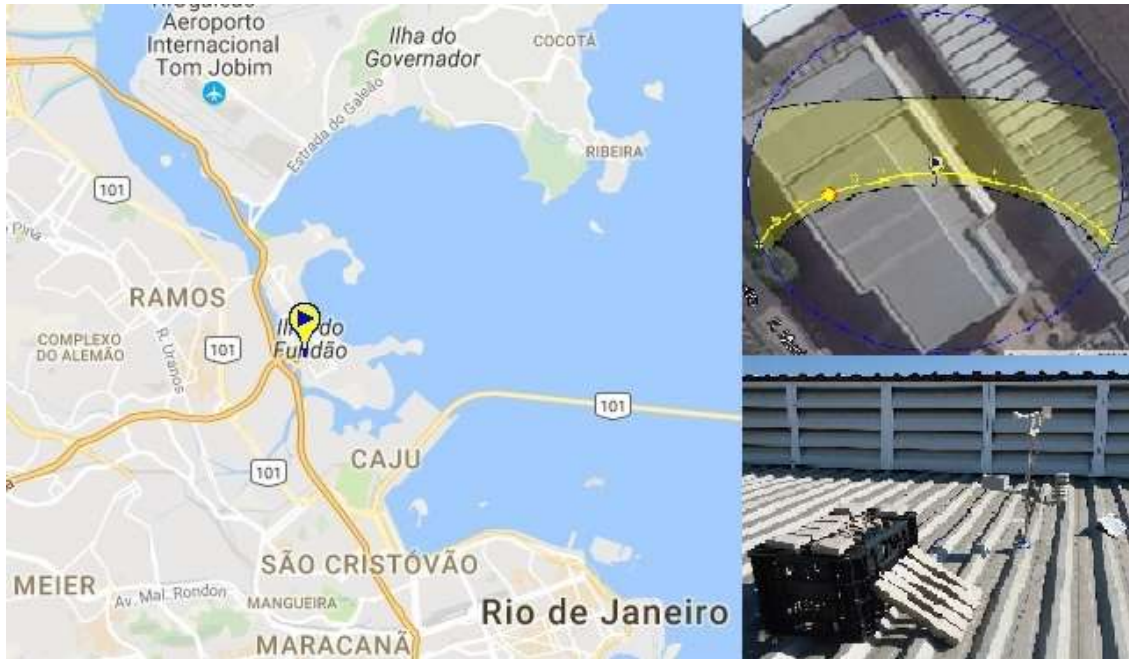 Aeroporto
Internacional
Tom Jobim
Ilha do
Governador
COCOTÁ
Estrada do Galeão
RIBEIRA
101
RAMOS
COMPLEXO
DO ALEMÃO
R. Uranos
101
Ilha do
Fundão
101
101
CAJU
SÃO CRISTÓVÃO
MEIER
Av. Mal. Rondon
MANGUEIRA
Rio de Janeiro
MARACANÃ